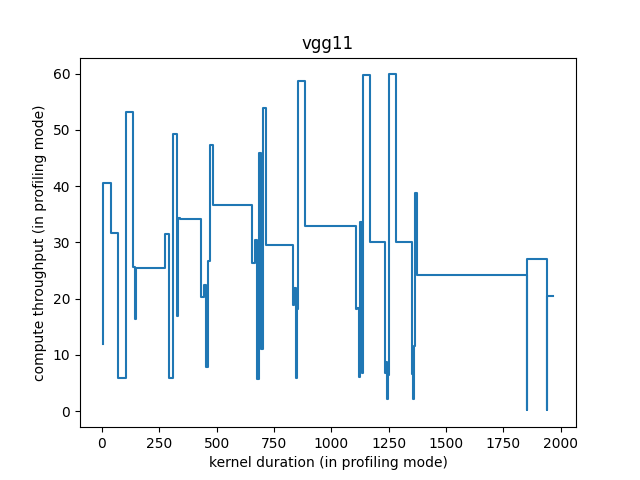 vgg11
compute throughput (in profiling mode)
60
50
40
30
20
10
0
0 250 500 750 1000 1250 1500 1750 2000
kernel duration (in profiling mode)